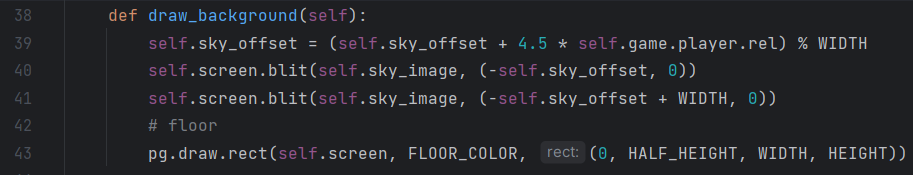 38 def draw_background(self):
39 self.sky_offset = (self.sky_offset + 4.5 * self.game.player.rel) % WIDTH
40 self.screen.blit(self.sky_image, (-self.sky_offset, 0))
41 self.screen.blit(self.sky_image, (-self.sky_offset + WIDTH, 0))
42 # floor
43 pg.draw.rect(self.screen, FLOOR_COLOR, rect: (0, HALF_HEIGHT, WIDTH, HEIGHT))